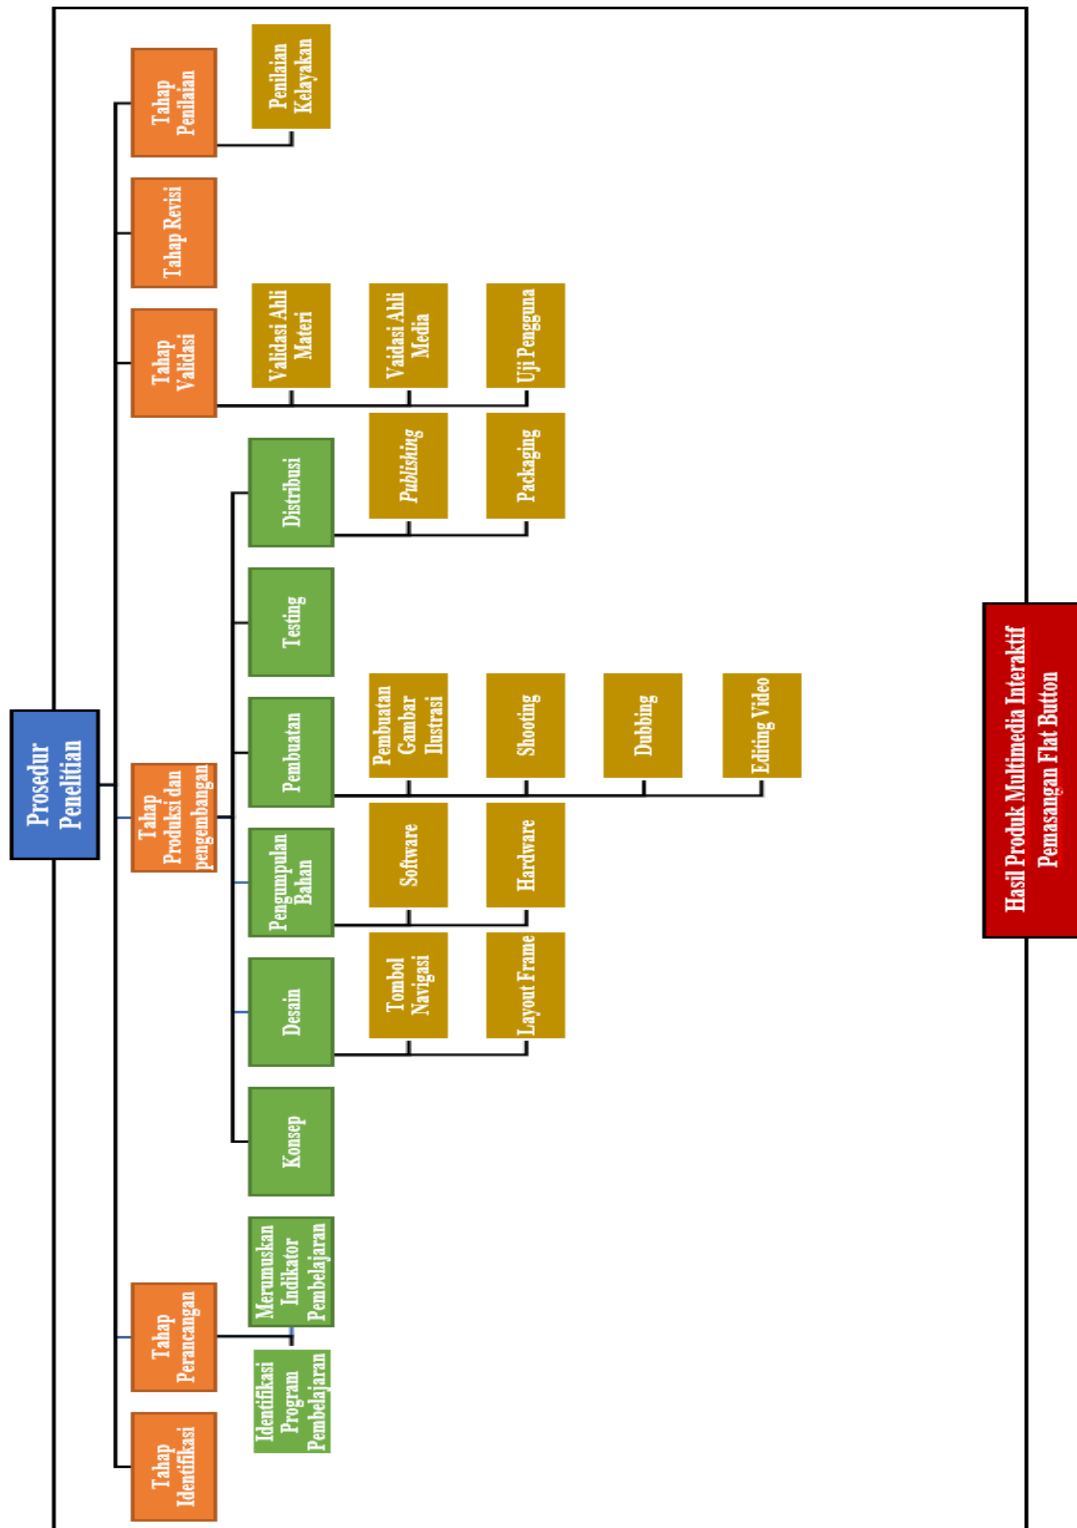 Prosedur
Penelitian
Tahap
Identifikasi
Tahap
Perancangan
Identifikasi
Program
Pembelajaran
Merumuskan
Indikator
Pembelajaran
Tahap
Produksi dan
pengembangan
Konsep
Desain
Tombol
Navigasi
Layout Frame
Pengumpulan
Bahan
Software
Hardware
Pembuatan
Pembuatan
Gambar
Ilustrasi
Shooting
Dubbing
Editing Video
Testing
Distribusi
Publishing
Packaging
Tahap
Validasi
Validasi Ahli
Materi
Vaidasi Ahli
Media
Uji Pengguna
Tahap Revisi
Tahap
Penilaian
Penilaian
Kelayakan
Hasil Produk Multimedia Interaktif
Pemasangan Flat Button